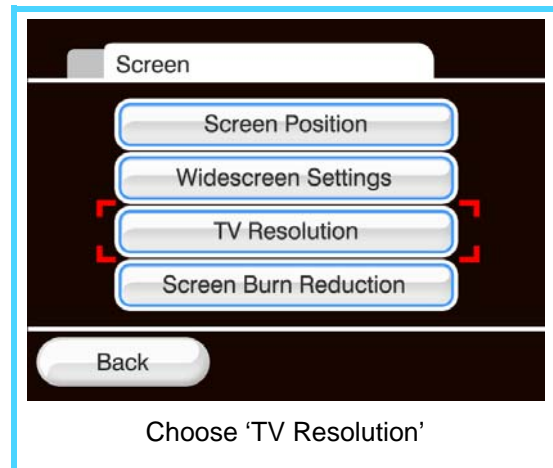 Screen
Screen Position
Widescreen Settings
TV Resolution
Screen Burn Reduction
Back
Choose ‘TV Resolution’